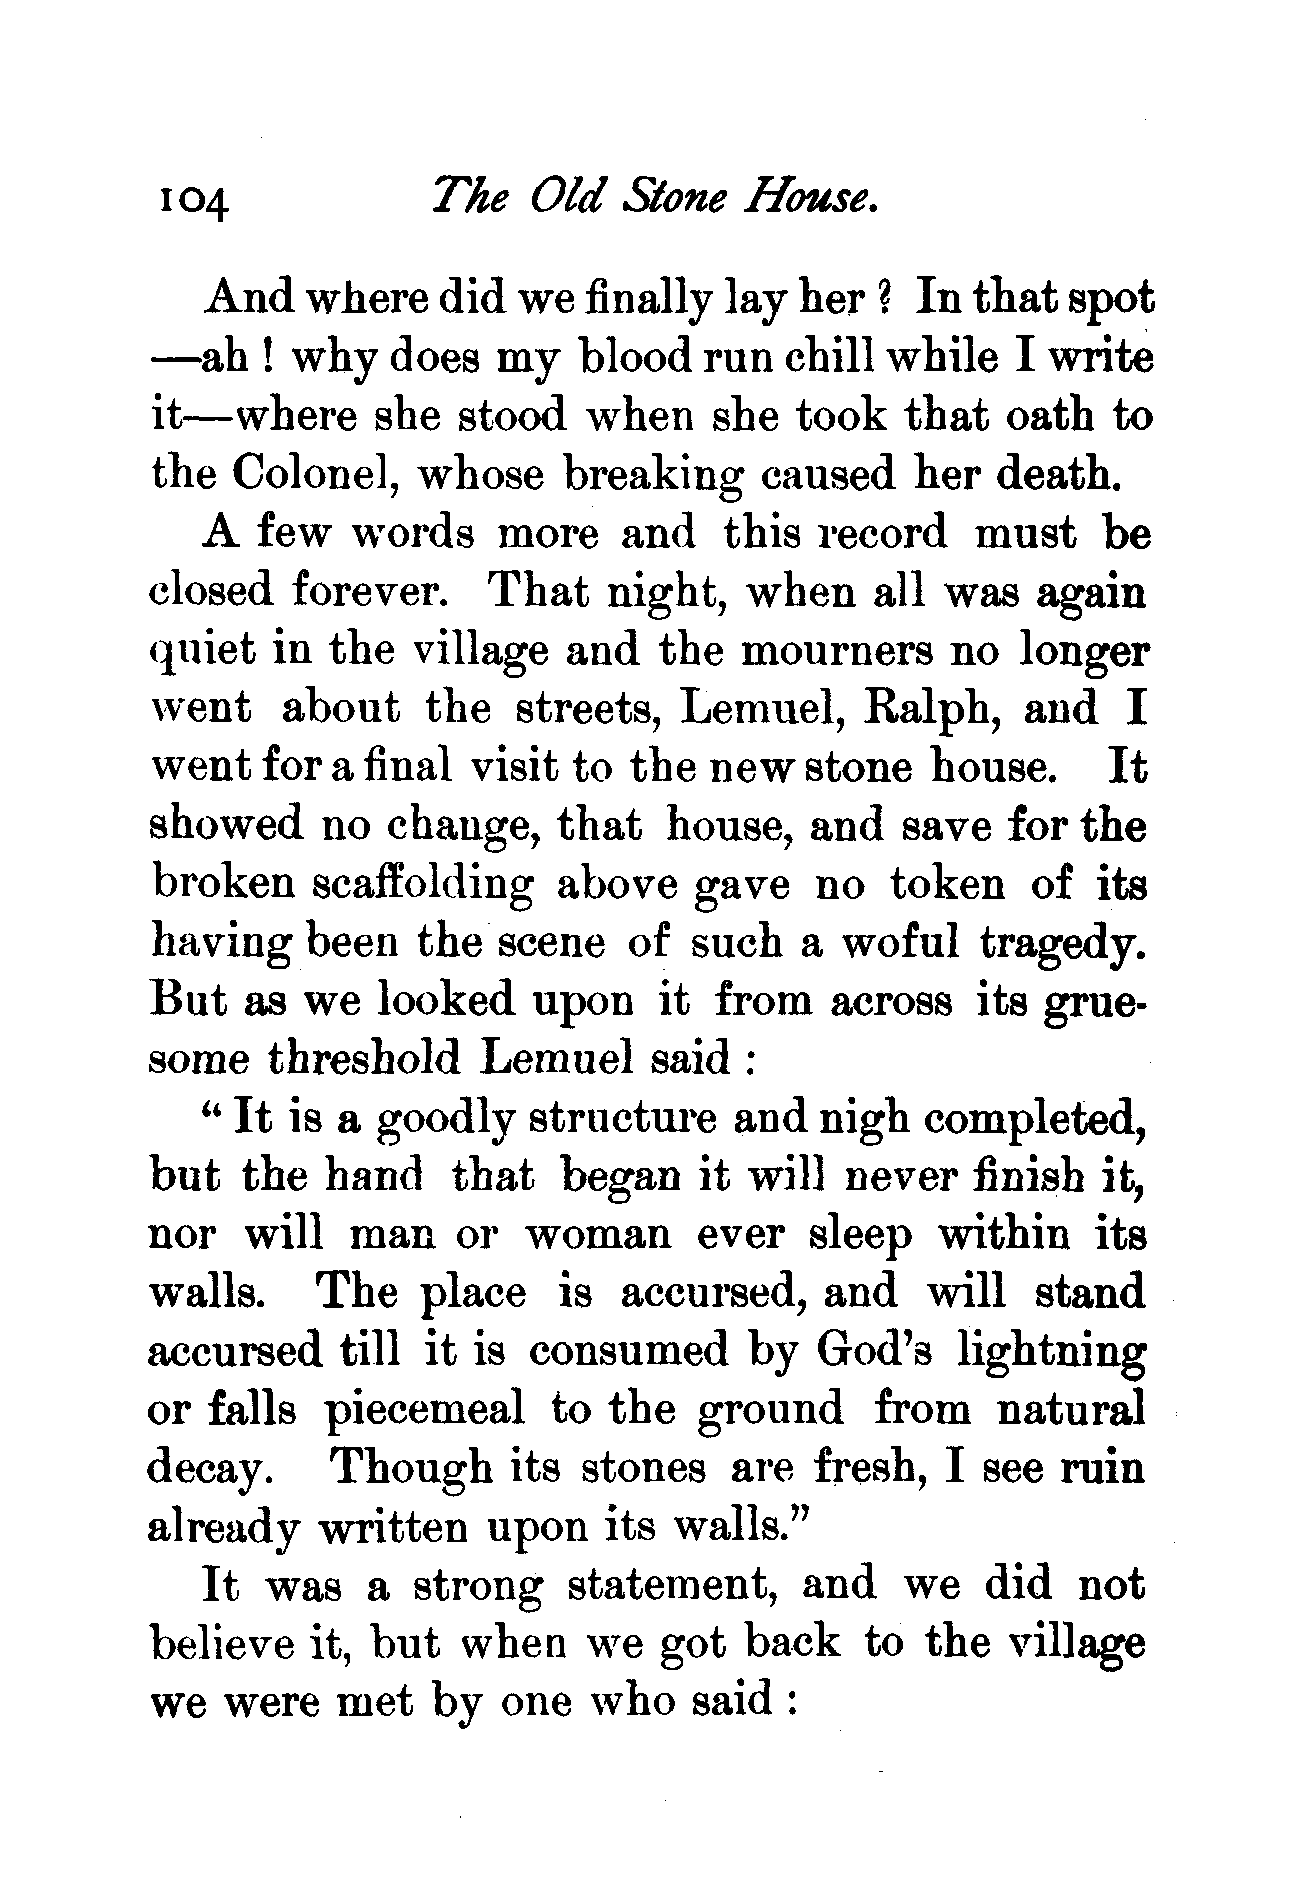 104 The Old Stone House.
And where did we finally lay her? In that spot
—ah! why does my blood run chill while I write
it—where she stood when she took that oath to
the Colonel, whose breaking caused her death.
A few words more and this record must be
closed forever. That night, when all was again
quiet in the village and the mourners no longer
went about the streets, Lemuel, Ralph, and I
went for a final visit to the new stone house. It
showed no change, that house, and save for the
broken scaffolding above gave no token of its
having been the scene of such a woful tragedy.
But as we looked upon it from across its grue-
some threshold Lemuel said:
"It is a goodly structure and nigh completed,
but the hand that began it will never finish it,
nor will man or woman ever sleep within its
walls. The place is accursed, and will stand
accursed till it is consumed by God's lightning
or falls piecemeal to the ground from natural
decay. Though its stones are fresh, I see ruin
already written upon its walls."
It was a strong statement, and we did not
believe it, but when we got back to the village
we were met by one who said: